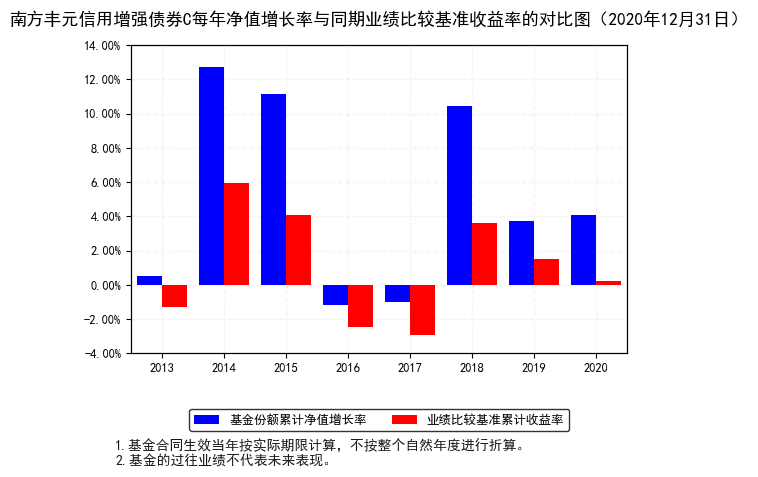 南方丰元信用增强债券C每年净值增长率与同期业绩比较基准收益率的对比图（2020年12月31日）
14.00%
12.00%
10.00%
8.00%
6.00%
4.00%
2.00%
0.00%
-2.00%
-4.00%
2013 2014 2015 2016 2017 2018 2019 2020
基金份额累计净值增长率 业绩比较基准累计收益率
1.基金合同生效当年按实际期限计算，不按整个自然年度进行折算。
2.基金的过往业绩不代表未来表现。